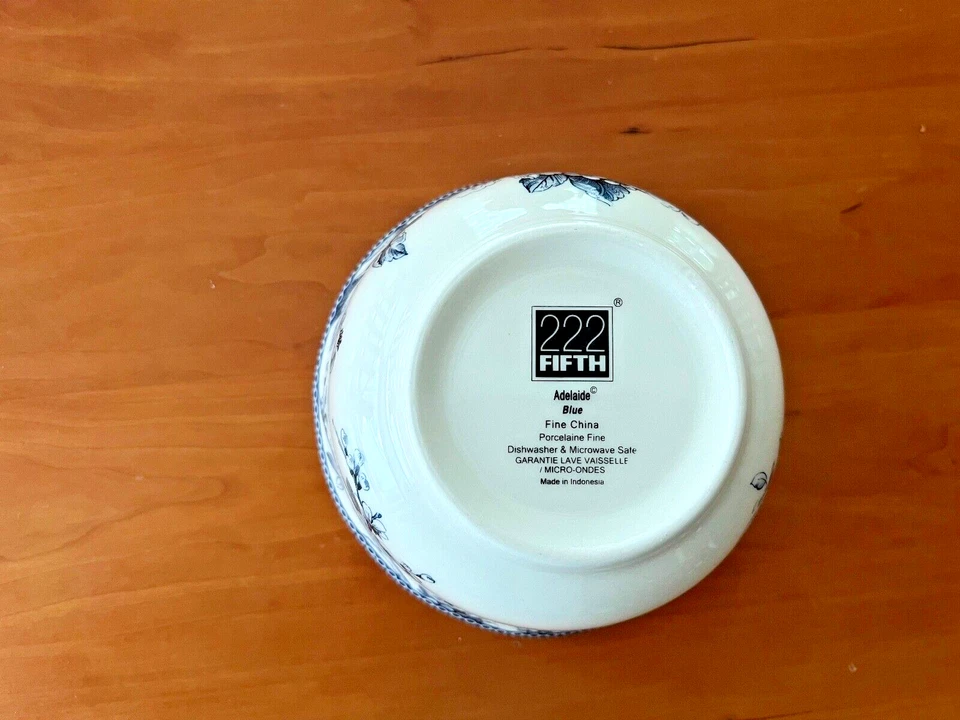 222
®
FIFTH
Adelaide©
Blue
Fine China
Porcelaine Fine
Dishwasher & Microwave Safe
GARANTIE LAVE VAISSELLE
/ MICRO-ONDES
Made in Indonesia